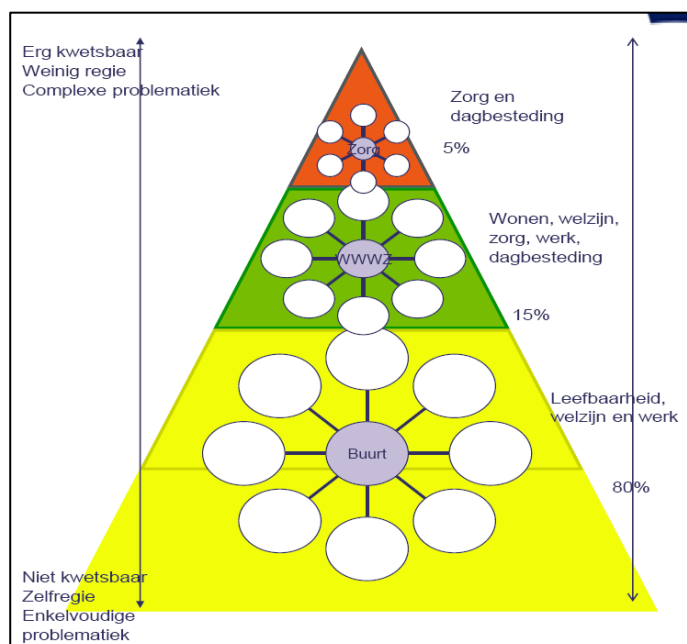 Erg kwetsbaar
Weinig regie
Complexe problematiek
Zorg en
dagbesteding
5%
Zorg
Wonen, welzijn,
zorg, werk,
dagbesteding
WWWZ
15%
Leefbaarheid,
welzijn en werk
Buurt
80%
Niet kwetsbaar
Zelfregie
Enkelvoudige
problematiek